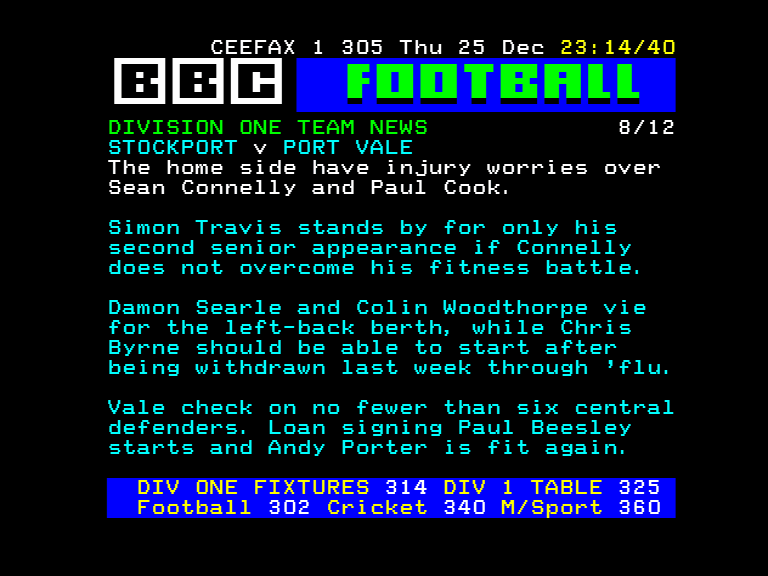 CEEFAX 1 305 Thu 25 Dec 23:14/40
BBC FOOTBALL
DIVISION ONE TEAM NEWS 8/12
STOCKPORT v PORT VALE
The home side have injury worries over
Sean Connelly and Paul Cook.
Simon Travis stands by for only his
second senior appearance if Connelly
does not overcome his fitness battle.
Damon Searle and Colin Woodthorpe vie
for the left-back berth, while Chris
Byrne should be able to start after
being withdrawn last week through 'flu.
Vale check on no fewer than six central
defenders. Loan signing Paul Beesley
starts and Andy Porter is fit again.
DIV ONE FIXTURES 314 DIV 1 TABLE 325
Football 302 Cricket 340 M/Sport 360